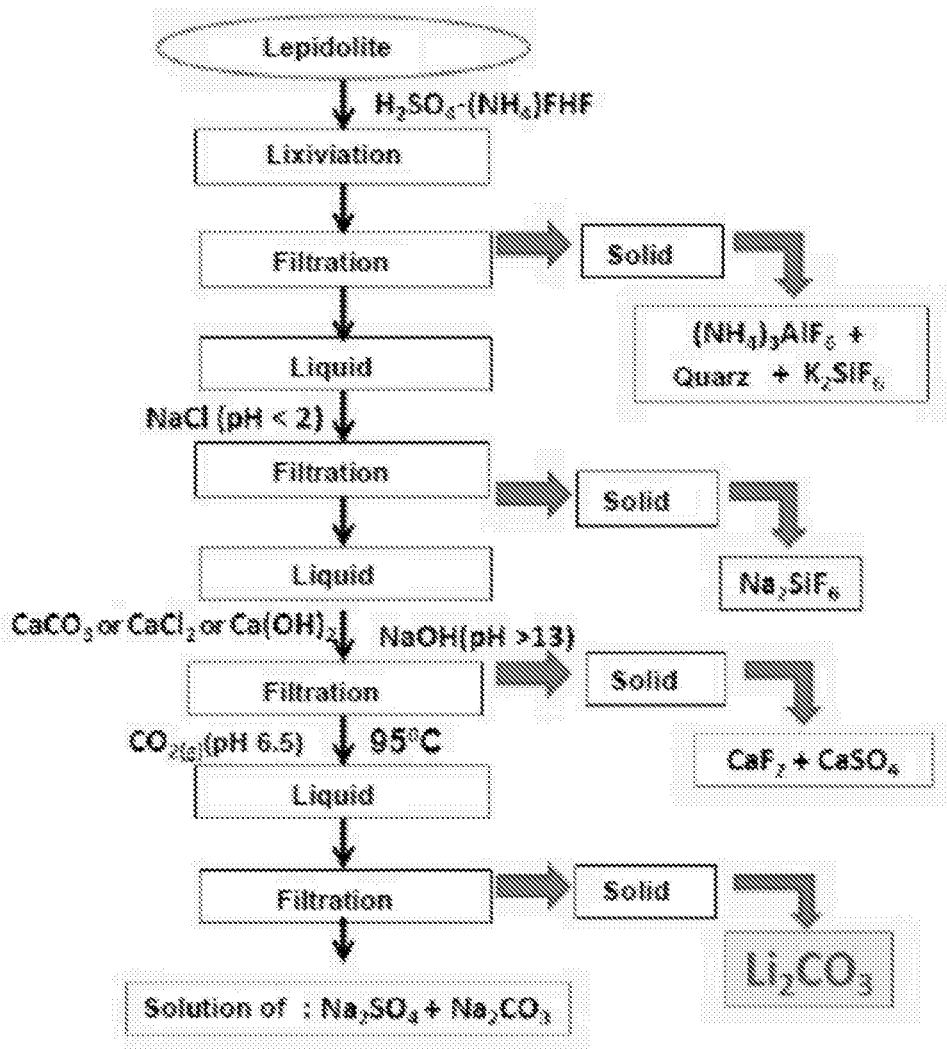 Lepidolite
H₂SO₄-(NH₄)FHF
Lixiviation
Filtration
Solid
(NH₄)₃AlF₆ +
Quarz + K₂SiF₆
Liquid
NaCl (pH < 2)
Filtration
Solid
Na₂SiF₆
Liquid
CaCO₃ or CaCl₂ or Ca(OH)₂
NaOH(pH >13)
Filtration
Solid
CaF₂ + CaSO₄
CO₂(g)(pH 6.5)
95⁰C
Liquid
Filtration
Solid
Li₂CO₃
Solution of : Na₂SO₄ + Na₂CO₃